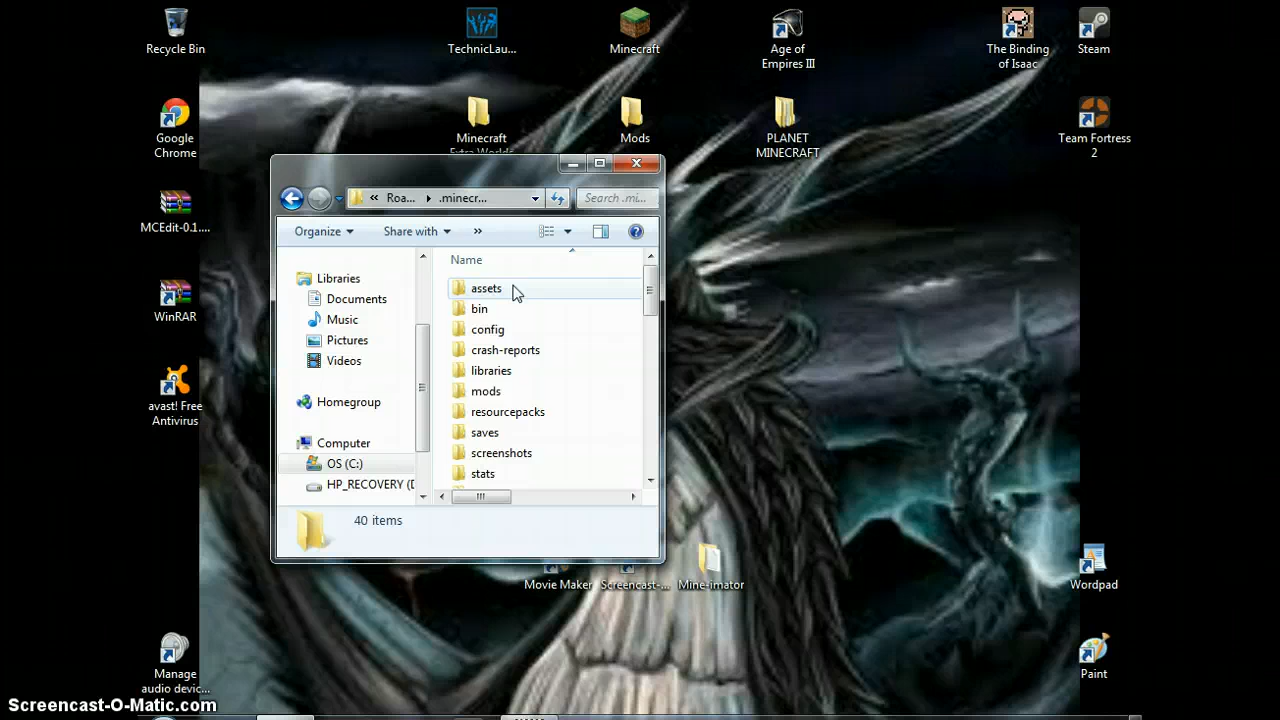 Recycle Bin
TechnicLau...
Minecraft
Age of
Empires III
The Binding
of Isaac
Steam
Google
Chrome
Minecraft
Extra Worlds
Mods
PLANET
MINECRAFT
Team Fortress
2
MCEdit-0.1....
WinRAR
avast! Free
Antivirus
« Roa... .minecr...
Search .mi...
Organize
Share with
»
Name
Libraries
Documents
Music
Pictures
Videos
Homegroup
Computer
OS (C:)
HP_RECOVERY (D
assets
bin
config
crash-reports
libraries
mods
resourcepacks
saves
screenshots
stats
40 items
Movie Maker
Screencast-...
Mine-imator
Wordpad
Manage
audio devic...
Paint
Screencast-O-Matic.com